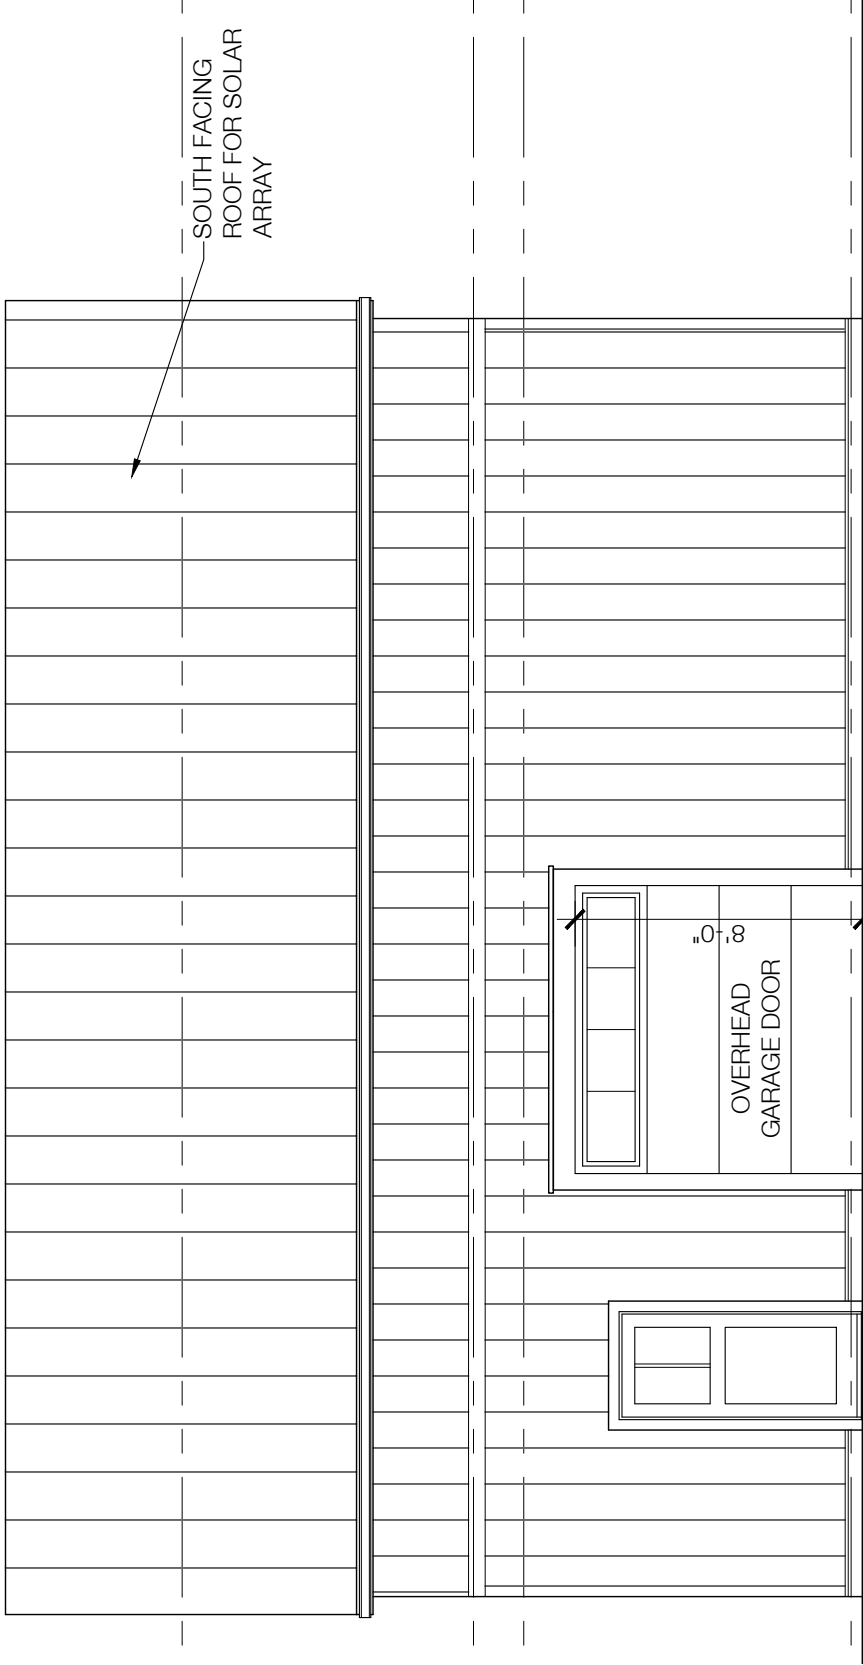 SOUTH FACING
ROOF FOR SOLAR
ARRAY
8'-0"
OVERHEAD
GARAGE DOOR